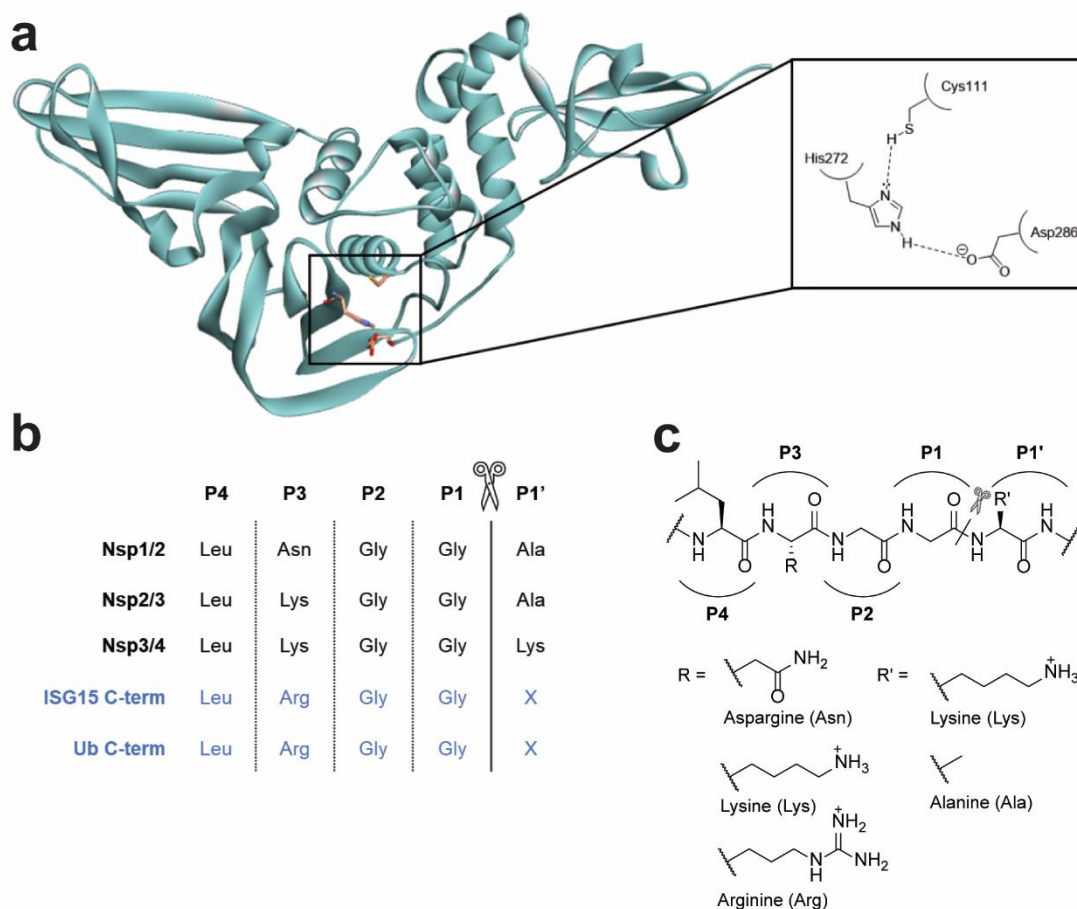 a
Cys111
H
S
His272
N
N
H
⊖
O
O
Asp286
b
P4 P3 P2 P1 P1'
Nsp1/2 Leu Asn Gly Gly Ala
Nsp2/3 Leu Lys Gly Gly Ala
Nsp3/4 Leu Lys Gly Gly Lys
ISG15 C-term Leu Arg Gly Gly X
Ub C-term Leu Arg Gly Gly X
c
P3 P1 P1'
O O R'
H H H
N N N N N N
H H H
O R O O O
P4 P2
R = NH2 R' = + NH3
O
Aspargine (Asn) Lysine (Lys)
+ NH3
Lysine (Lys) Alanine (Ala)
+ NH2
N NH2
H
Arginine (Arg)